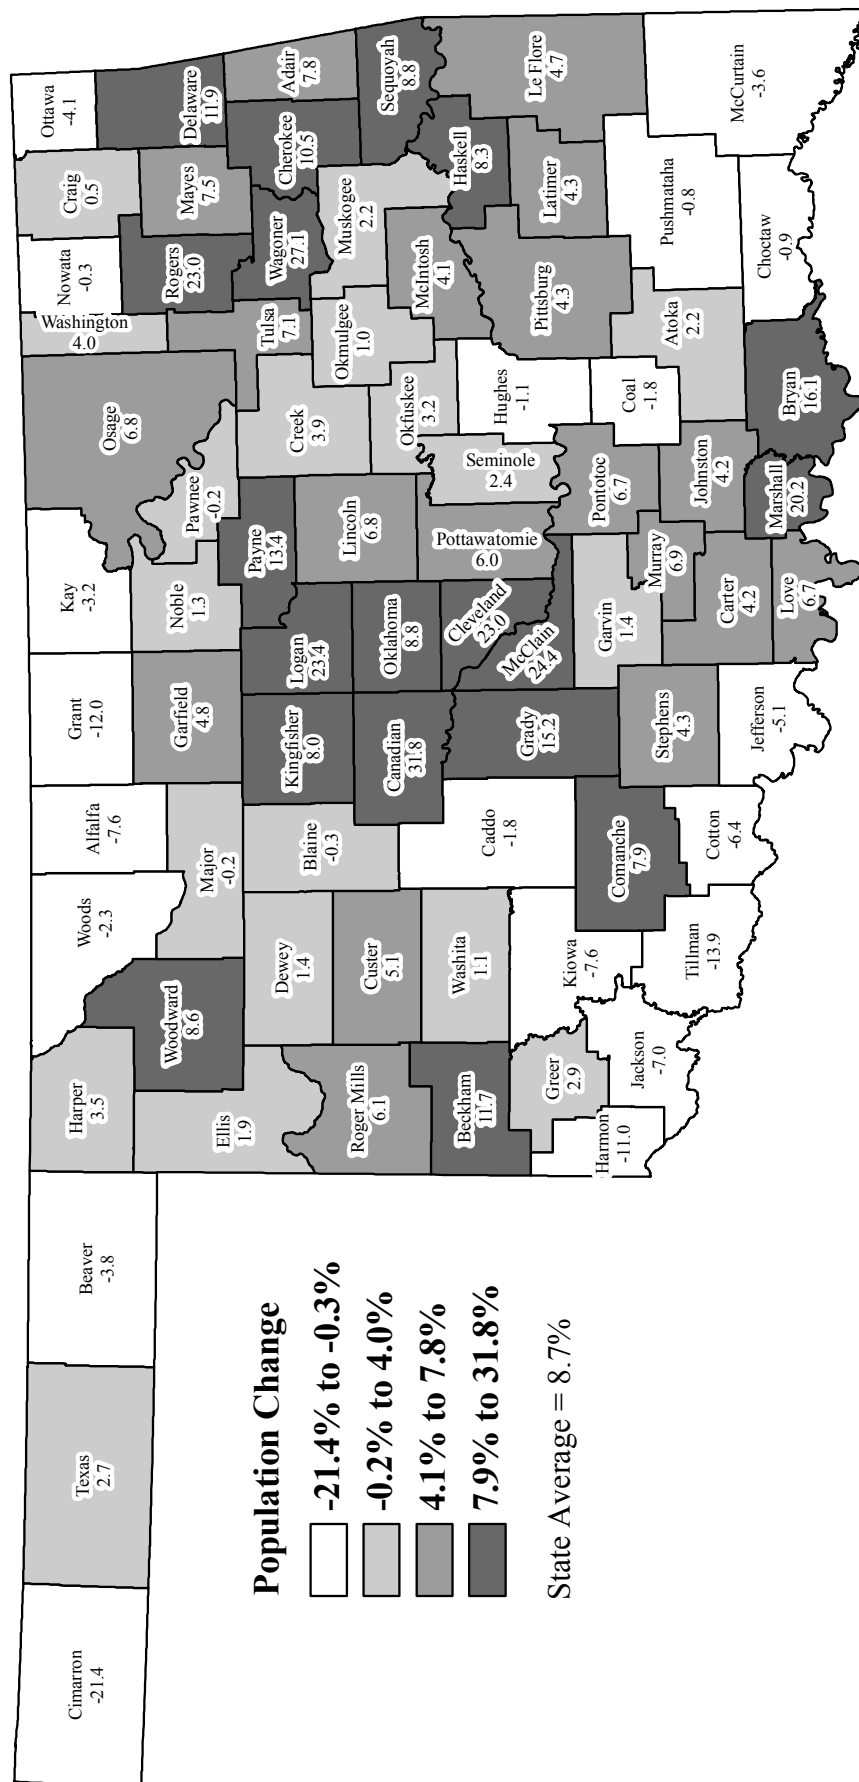 Cimarron
-21.4
Texas
2.7
Beaver
-3.8
Harper
3.5
Woods
-2.3
Alfalfa
-7.6
Grant
-12.0
Kay
-3.2
Osage
6.8
Washington
4.0
Nowata
-0.3
Craig
0.5
Ottawa
-4.1
Ellis
1.9
Woodward
8.6
Major
-0.2
Garfield
4.8
Noble
1.3
Pawnee
-0.2
Rogers
23.0
Mayes
7.5
Delaware
11.9
Tulsa
7.1
Wagoner
27.1
Cherokee
10.5
Adair
7.8
Dewey
1.4
Blaine
-0.3
Kingfisher
8.0
Logan
23.4
Payne
13.4
Creek
3.9
Okmulgee
1.0
Muskogee
2.2
Sequoyah
8.8
Roger Mills
6.1
Custer
5.1
Canadian
31.8
Oklahoma
8.8
Lincoln
6.8
Okfuskee
3.2
McIntosh
4.1
Haskell
8.3
Beckham
11.7
Washita
1.1
Caddo
-1.8
Grady
15.2
Cleveland
23.0
McClain
24.4
Pottawatomie
6.0
Seminole
2.4
Hughes
-1.1
Pittsburg
4.3
Latimer
4.3
Le Flore
4.7
Greer
2.9
Kiowa
-7.6
Harmon
-11.0
Jackson
-7.0
Tillman
-13.9
Comanche
7.9
Cotton
-6.4
Stephens
4.3
Jefferson
-5.1
Garvin
1.4
Murray
6.9
Carter
4.2
Love
6.7
Pontotoc
6.7
Johnston
4.2
Marshall
20.2
Coal
-1.8
Atoka
2.2
Bryan
16.1
Pushmataha
-0.8
Choctaw
-0.9
McCurtain
-3.6
Population Change
-21.4% to -0.3%
-0.2% to 4.0%
4.1% to 7.8%
7.9% to 31.8%
State Average = 8.7%